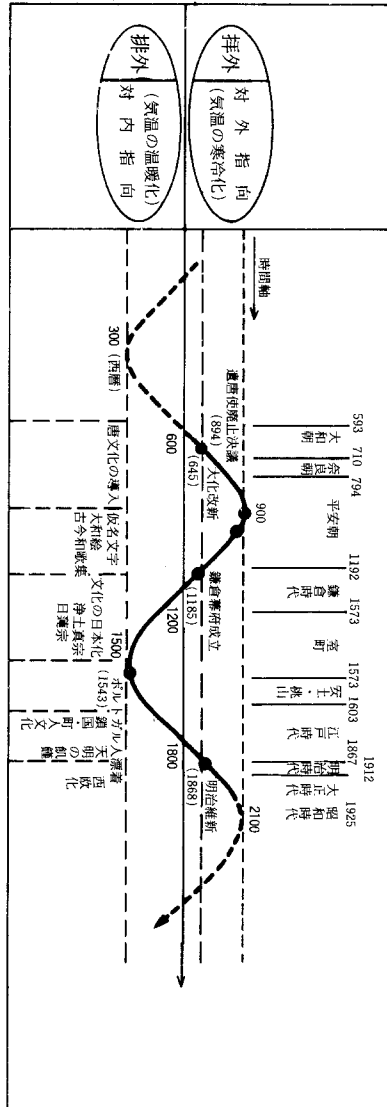 拝外
対外指向
(気温の寒冷化)
排外
(気温の温暖化)
対内指向
時間軸
593
大和朝
710
奈良朝
794
平安朝
1192
鎌倉時代
1573
室町
1573
安土・桃山
1603
江戸時代
1867
明治時代
1912
大正時代
1925
昭和時代
遣唐使廃止決議
(894)
900
大化改新
(645)
600
鎌倉幕府成立
(1185)
1200
明治維新
(1868)
1800
2100
300(西暦)
1500
ポルトガル人漂着
(1543)
唐文化の導入
仮名文字
大和絵
古今和歌集
文化の日本化
浄土真宗
日蓮宗
鎖国・町人文化
天明の飢饉
西欧化